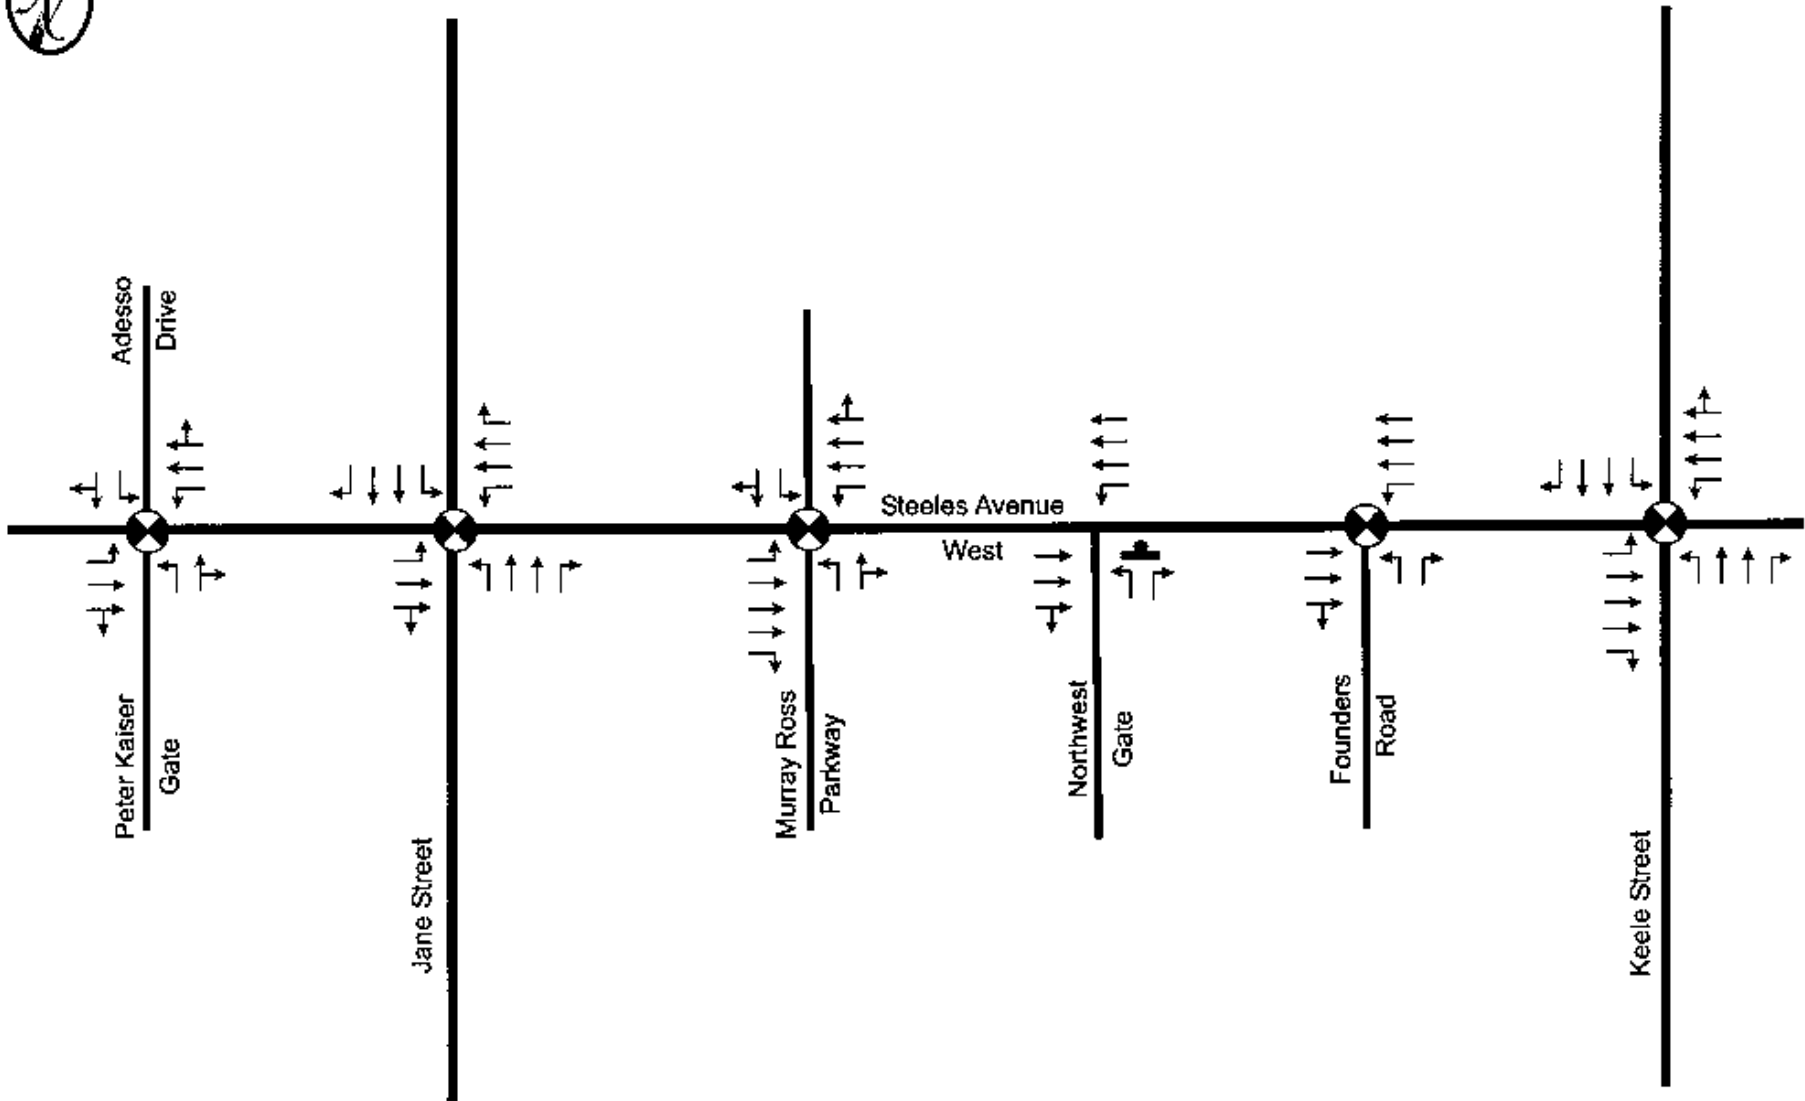 Adesso
Drive
Steeles Avenue
West
Peter Kaiser
Gate
Jane Street
Murray Ross
Parkway
Northwest
Gate
Founders
Road
Keele Street